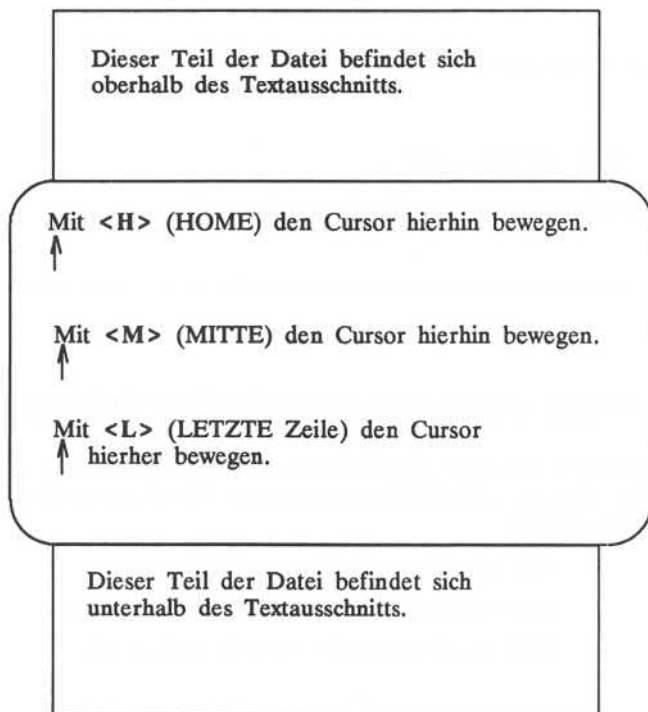 Dieser Teil der Datei befindet sich
oberhalb des Textausschnitts.
Mit <H> (HOME) den Cursor hierhin bewegen.
Mit <M> (MITTE) den Cursor hierhin bewegen.
Mit <L> (LETZTE Zeile) den Cursor
hierher bewegen.
Dieser Teil der Datei befindet sich
unterhalb des Textausschnitts.